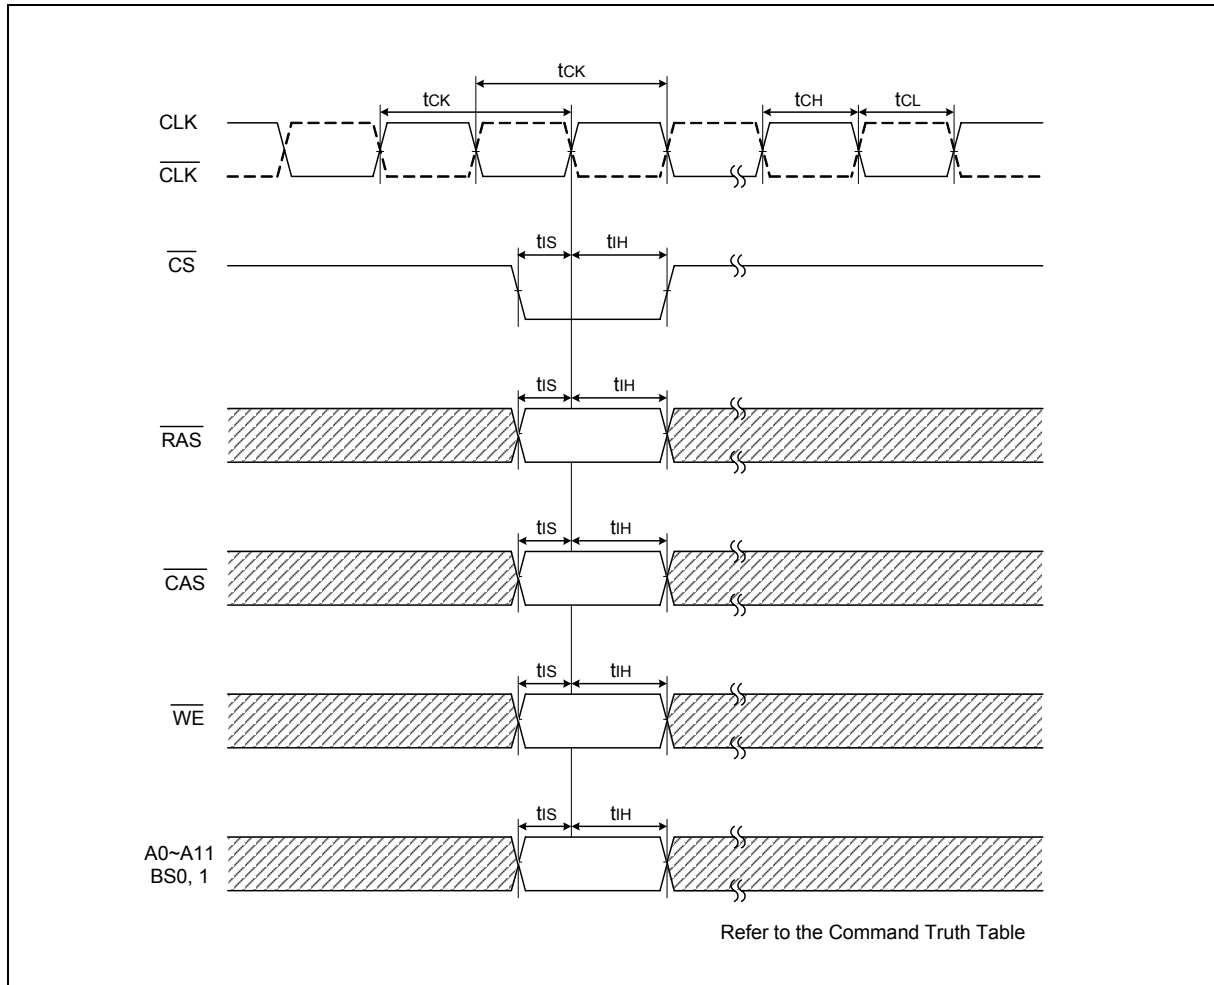 tCK
tCK tCH tCL
CLK
CLK
tIS tIH
CS
tIS tIH
RAS
tIS tIH
CAS
tIS tIH
WE
tIS tIH
A0~A11
BS0, 1
Refer to the Command Truth Table